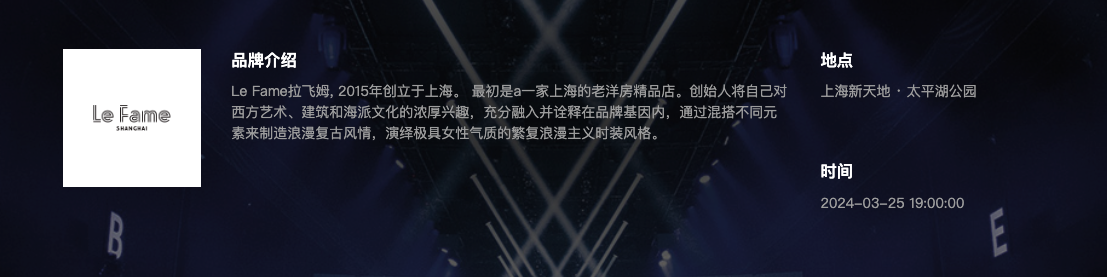 Le Fame
SHANGHAI
品牌介绍
Le Fame拉飞姆, 2015年创立于上海。 最初是a一家上海的老洋房精品店。创始人将自己对
西方艺术、建筑和海派文化的浓厚兴趣，充分融入并诠释在品牌基因内，通过混搭不同元
素来制造浪漫复古风情，演绎极具女性气质的繁复浪漫主义时装风格。
地点
上海新天地 · 太平湖公园
时间
2024-03-25 19:00:00
B
E